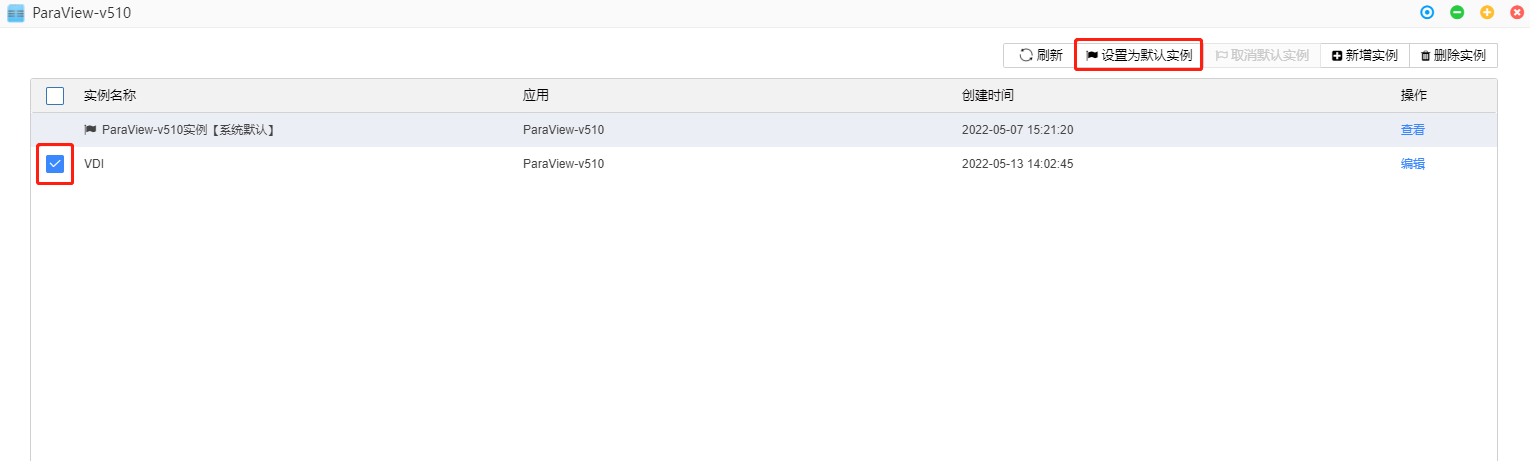 ParaView-v510
刷新 设置为默认实例 取消默认实例 新增实例 删除实例
实例名称 应用 创建时间 操作
ParaView-v510实例【系统默认】 ParaView-v510 2022-05-07 15:21:20 查看
VDI ParaView-v510 2022-05-13 14:02:45 编辑